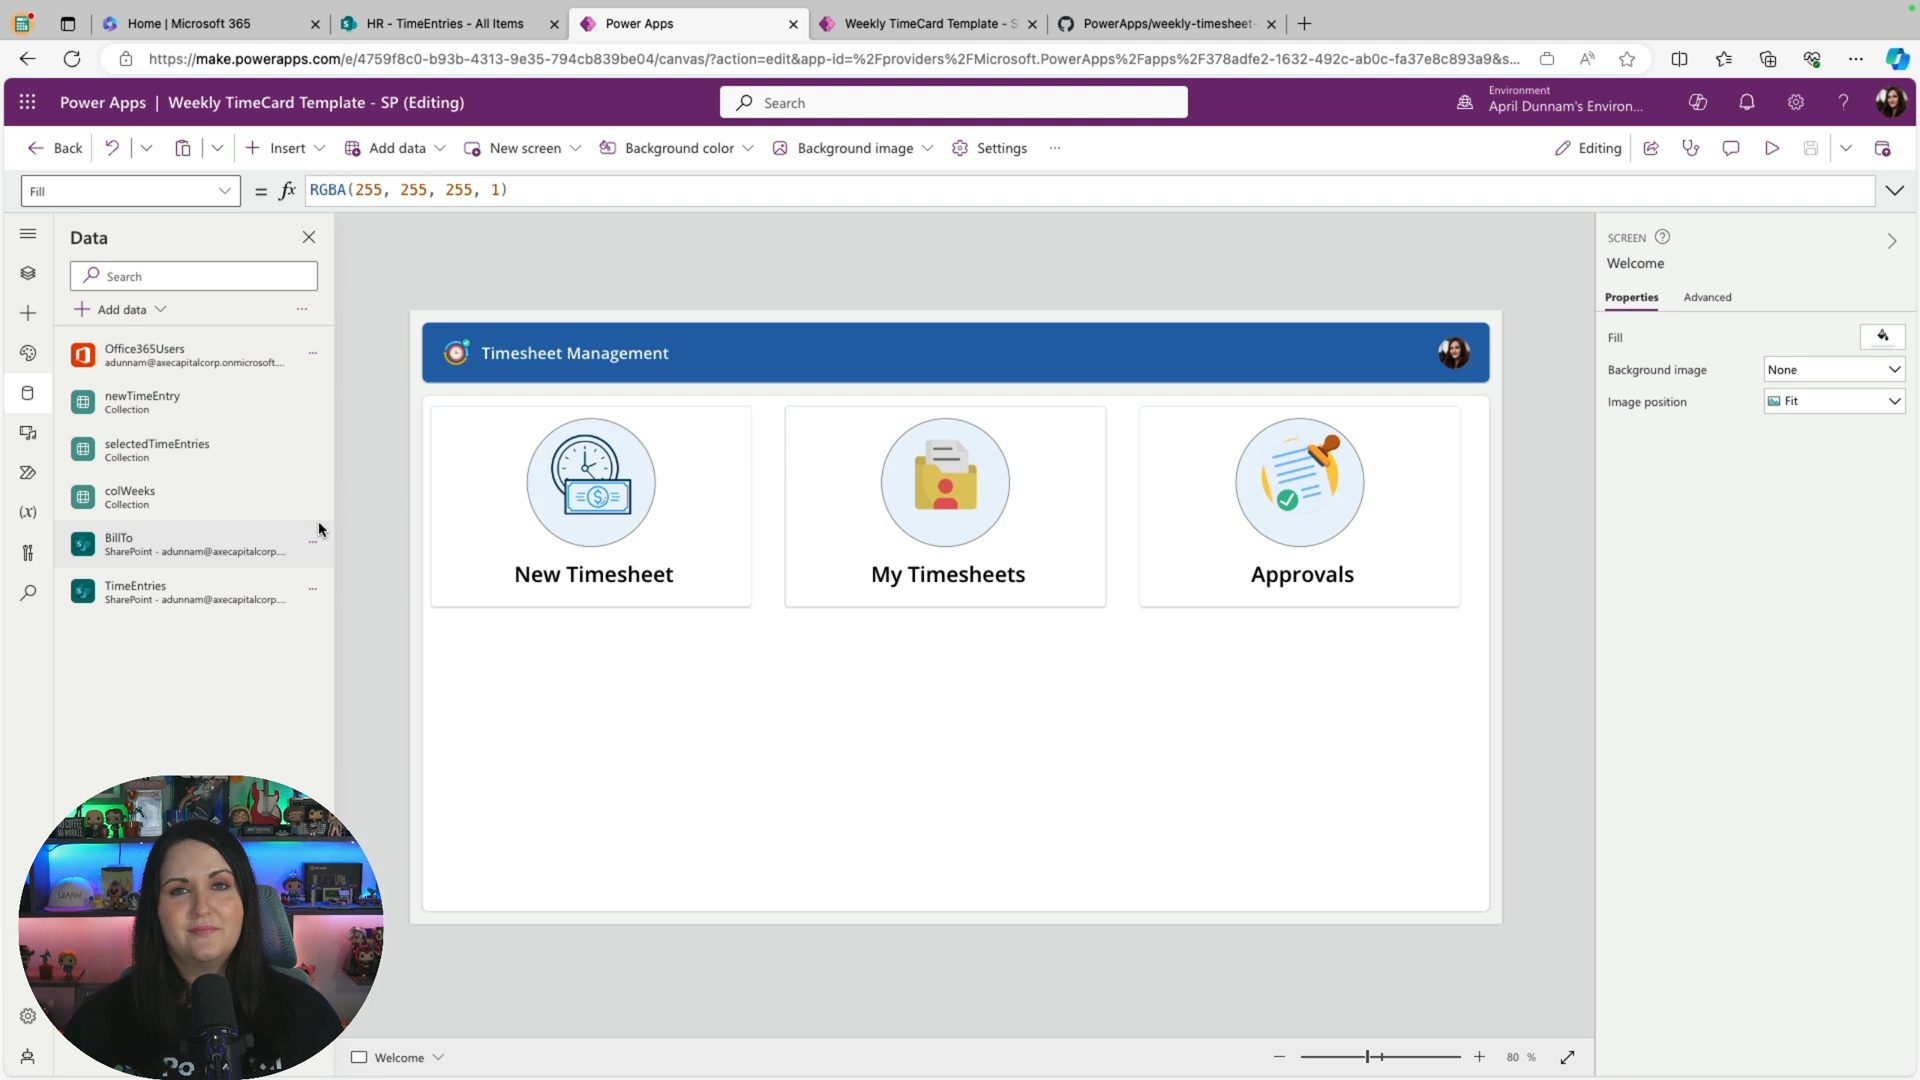 Home | Microsoft 365
HR - TimeEntries - All Items
Power Apps
Weekly TimeCard Template - S
PowerApps/weekly-timesheet-
https://make.powerapps.com/e/4759f8c0-b93b-4313-9e35-794cb839be04/canvas/?action=edit&app-id=%2Fproviders%2FMicrosoft.PowerApps%2Fapps%2F378adfe2-1632-492c-ab0c-fa37e8c893a9&s...
Power Apps | Weekly TimeCard Template - SP (Editing)
Search
Environment
April Dunnam's Environ...
Back
Insert
Add data
New screen
Background color
Background image
Settings
Editing
Fill
= fx
RGBA(255, 255, 255, 1)
Data
Search
Add data
Office365Users
adunnam@axecapitalcorp.onmicrosoft....
newTimeEntry
Collection
selectedTimeEntries
Collection
colWeeks
Collection
BillTo
SharePoint - adunnam@axecapitalcorp....
TimeEntries
SharePoint - adunnam@axecapitalcorp....
Timesheet Management
New Timesheet
My Timesheets
Approvals
SCREEN
Welcome
Properties
Advanced
Fill
Background image
None
Image position
Fit
LEARN
Welcome
80 %